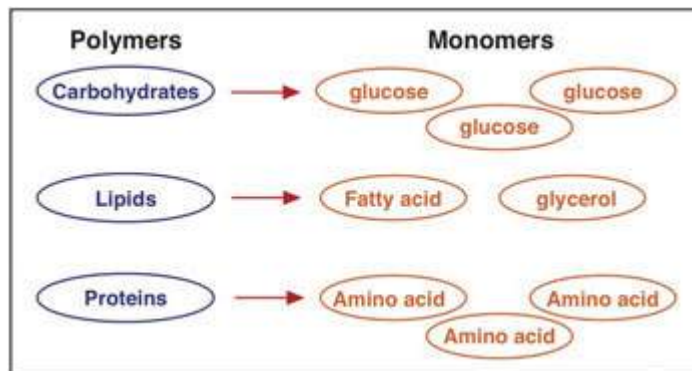 Polymers Monomers
Carbohydrates glucose glucose
glucose
Lipids Fatty acid glycerol
Proteins Amino acid Amino acid
Amino acid